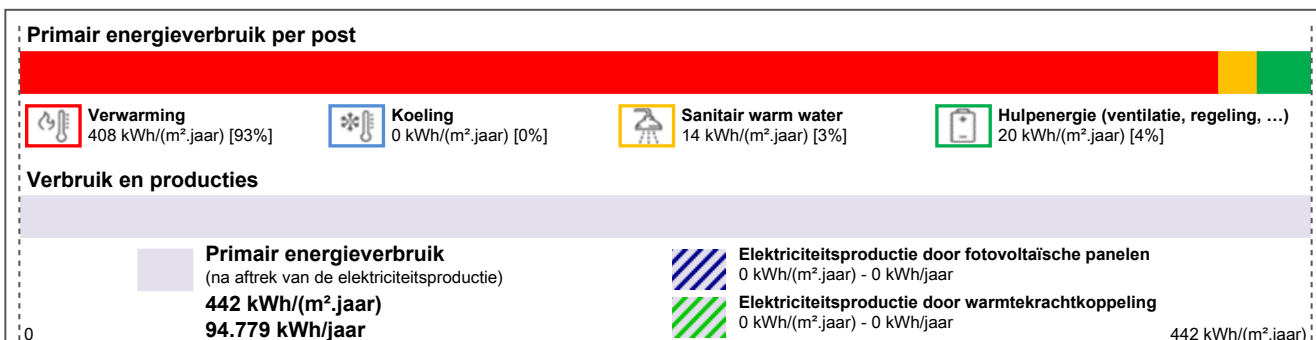 Primair energieverbruik per post
Verwarming
408 kWh/(m².jaar) [93%]
Koeling
0 kWh/(m².jaar) [0%]
Sanitair warm water
14 kWh/(m².jaar) [3%]
Hulpenergie (ventilatie, regeling, …)
20 kWh/(m².jaar) [4%]
Verbruik en producties
Primair energieverbruik
(na aftrek van de elektriciteitsproductie)
442 kWh/(m².jaar)
94.779 kWh/jaar
Elektriciteitsproductie door fotovoltaïsche panelen
0 kWh/(m².jaar) - 0 kWh/jaar
Elektriciteitsproductie door warmtekrachtkoppeling
0 kWh/(m².jaar) - 0 kWh/jaar
0
442 kWh/(m².jaar)